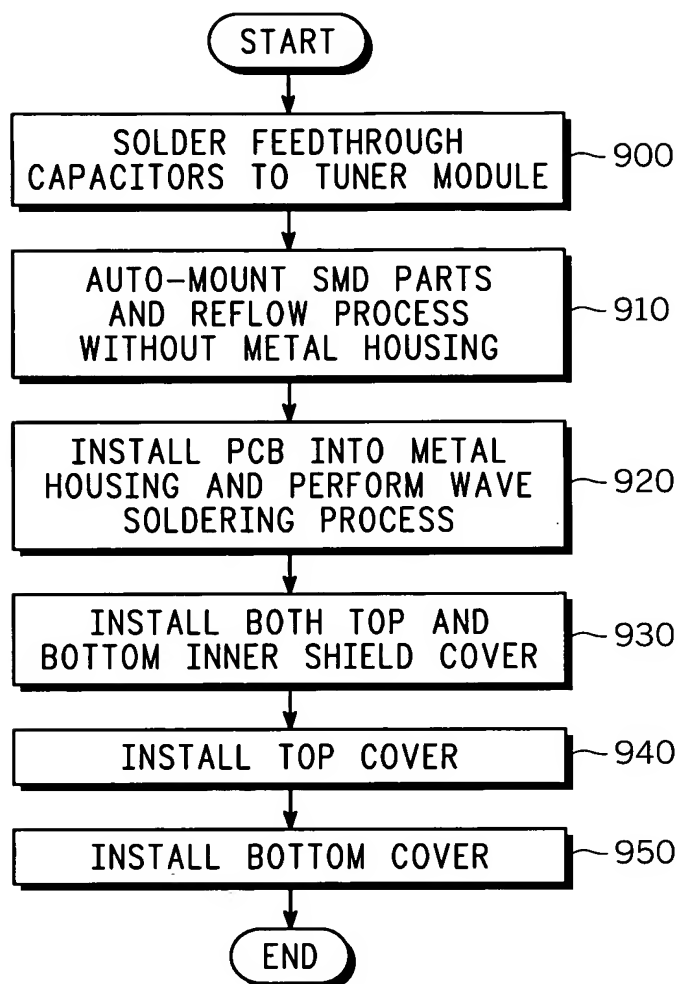 START
SOLDER FEEDTHROUGH
CAPACITORS TO TUNER MODULE
900
AUTO-MOUNT SMD PARTS
AND REFLOW PROCESS
WITHOUT METAL HOUSING
910
INSTALL PCB INTO METAL
HOUSING AND PERFORM WAVE
SOLDERING PROCESS
920
INSTALL BOTH TOP AND
BOTTOM INNER SHIELD COVER
930
INSTALL TOP COVER
940
INSTALL BOTTOM COVER
950
END